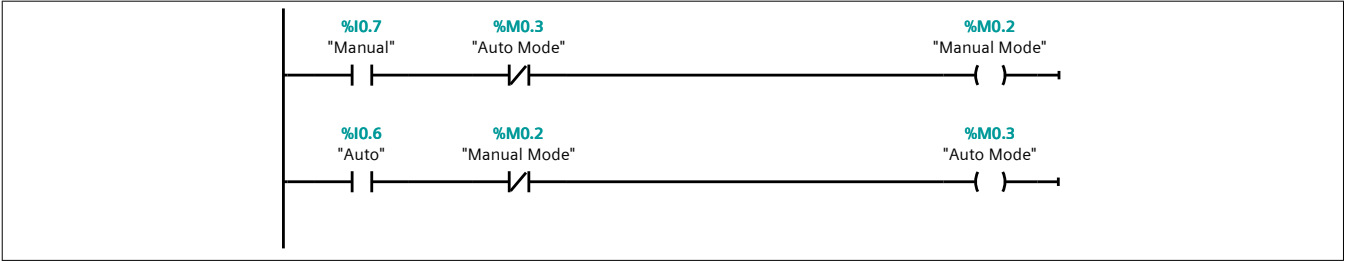 %I0.7 %M0.3 %M0.2
"Manual" "Auto Mode" "Manual Mode"
%I0.6 %M0.2 %M0.3
"Auto" "Manual Mode" "Auto Mode"